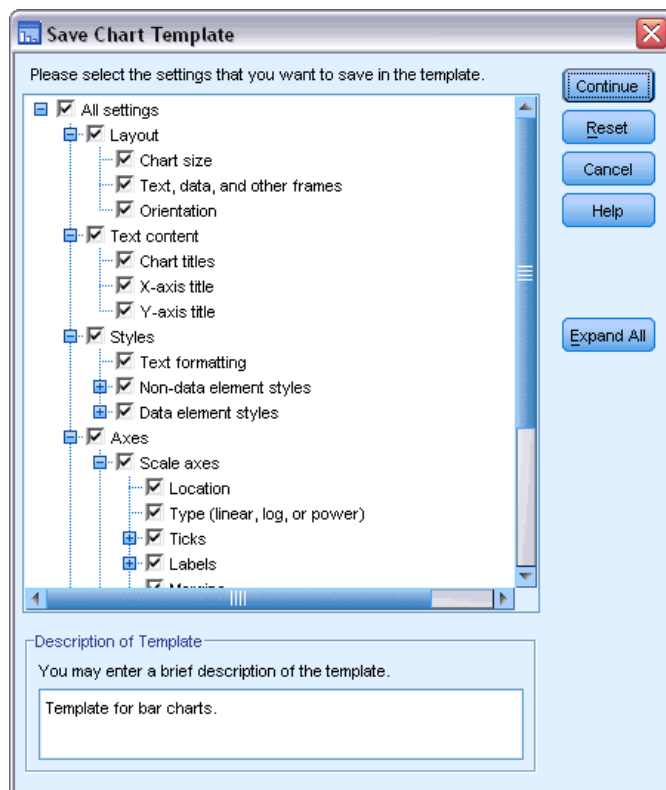 Save Chart Template
Please select the settings that you want to save in the template.
All settings
Layout
Chart size
Text, data, and other frames
Orientation
Text content
Chart titles
X-axis title
Y-axis title
Styles
Text formatting
Non-data element styles
Data element styles
Axes
Scale axes
Location
Type (linear, log, or power)
Ticks
Labels
Continue
Reset
Cancel
Help
Expand All
Description of Template
You may enter a brief description of the template.
Template for bar charts.